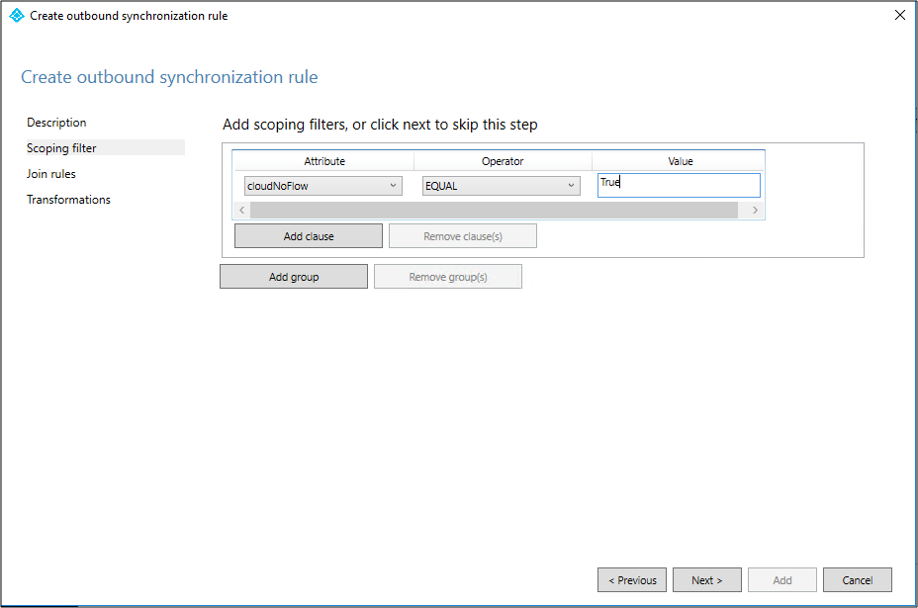 Create outbound synchronization rule
Create outbound synchronization rule
Description
Scoping filter
Join rules
Transformations
Add scoping filters, or click next to skip this step
Attribute Operator Value
cloudNoFlow EQUAL True
Add clause Remove clause(s)
Add group Remove group(s)
< Previous Next > Add Cancel